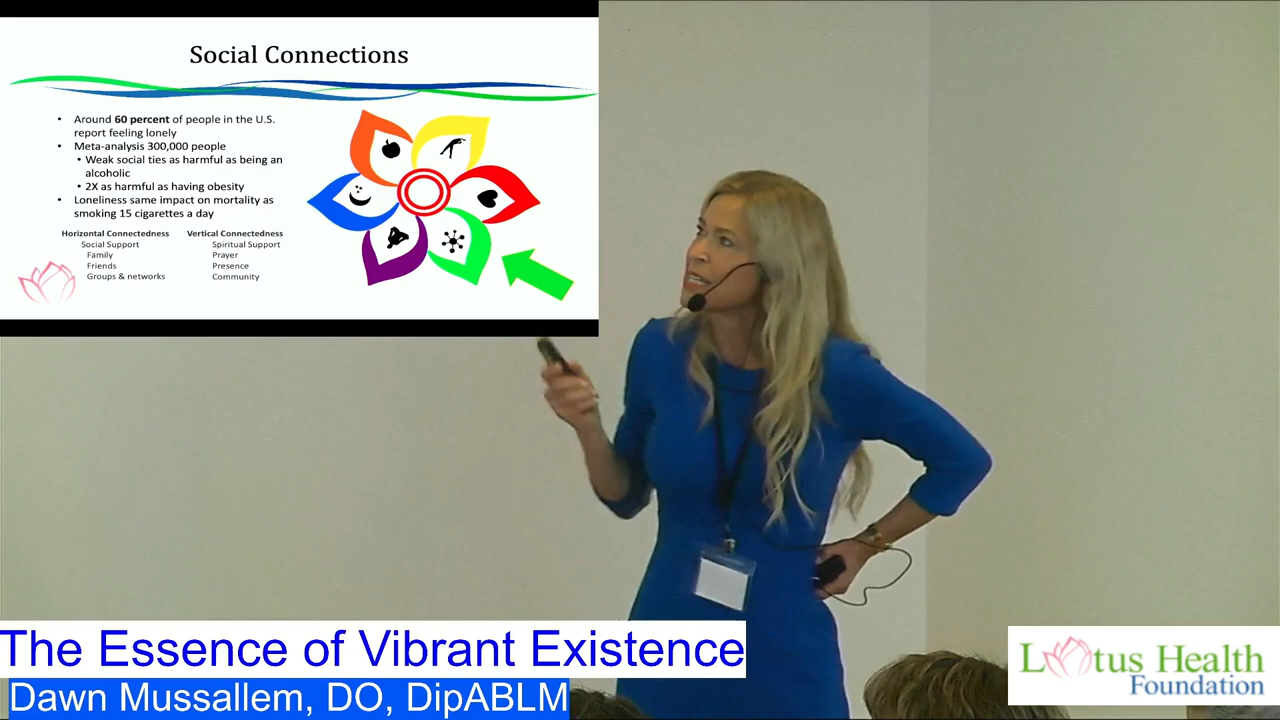 Social Connections
• Around 60 percent of people in the U.S.
report feeling lonely
• Meta-analysis 300,000 people
• Weak social ties as harmful as being an
alcoholic
• 2X as harmful as having obesity
• Loneliness same impact on mortality as
smoking 15 cigarettes a day
Horizontal Connectedness
Social Support
Family
Friends
Groups & networks
Vertical Connectedness
Spiritual Support
Prayer
Presence
Community
The Essence of Vibrant Existence
Dawn Mussallem, DO, DipABLM
Lotus Health
Foundation